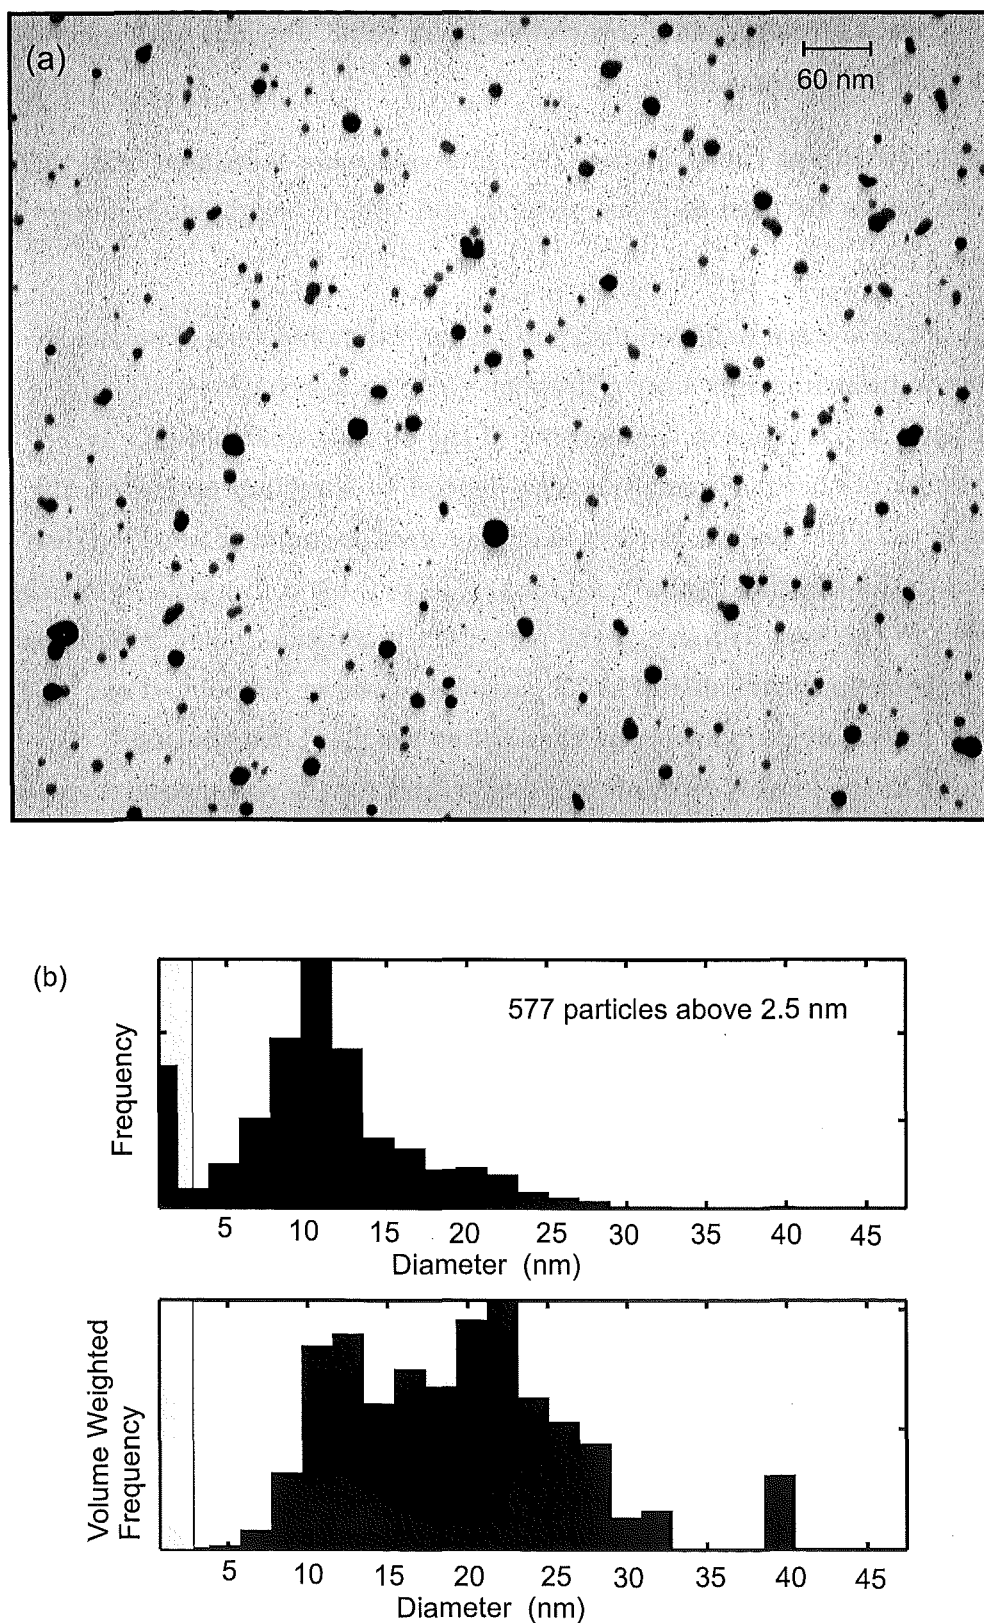 (a)
60 nm
(b)
577 particles above 2.5 nm
Frequency
5 10 15 20 25 30 35 40 45
Diameter (nm)
Volume Weighted
Frequency
5 10 15 20 25 30 35 40 45
Diameter (nm)